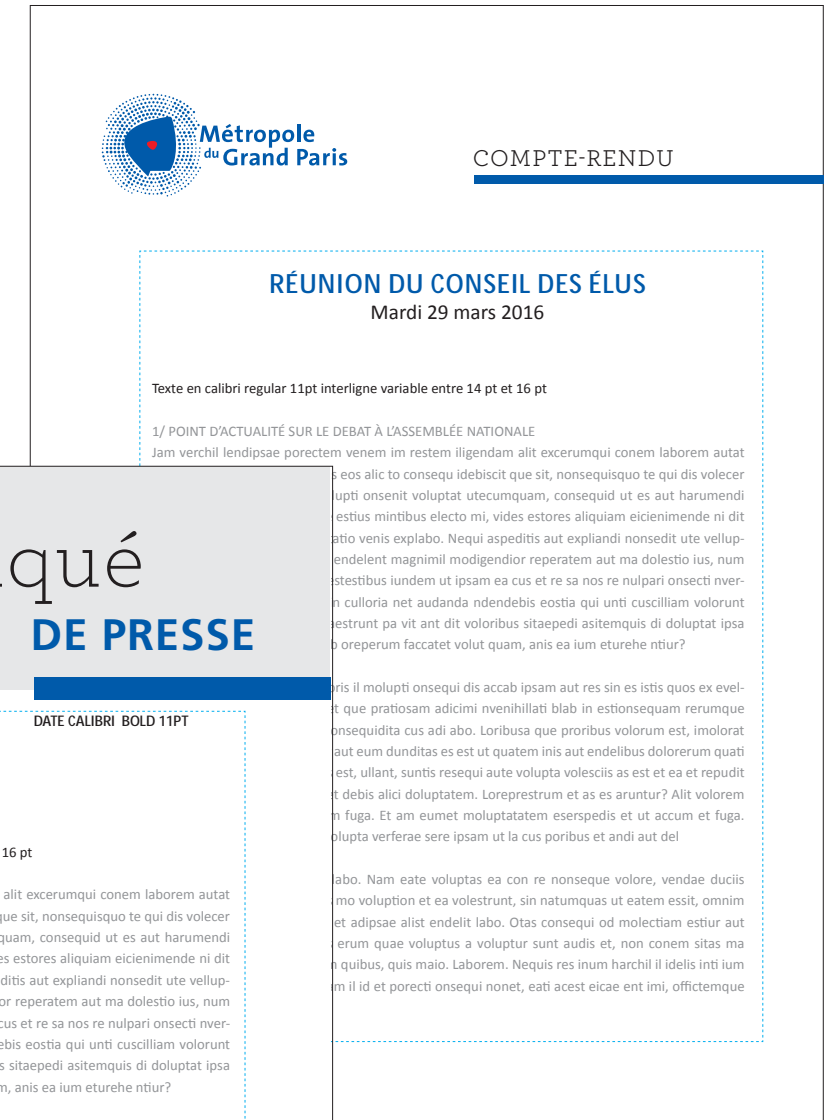 Métropole
du Grand Paris
COMPTE-RENDU
RÉUNION DU CONSEIL DES ÉLUS
Mardi 29 mars 2016
Texte en calibri regular 11pt interligne variable entre 14 pt et 16 pt
1/ POINT D’ACTUALITÉ SUR LE DEBAT À L’ASSEMBLÉE NATIONALE
Jam verchil lendipsae porectem venem im restem iligendam alit excerumqui conem laborem autat
eos alic to consequ idebiscit que sit, nonsequisquo te qui dis volecer
onsenit voluptat utecumquam, consequid ut es aut harumendi
estius mintibus electo mi, vides estores aliquam eicienimende ni dit
venis explabo. Nequi aspeditis aut expliandi nonsedit ute vellup-
magnimil modigendior reperatem aut ma dolestio ius, num
iundem ut ipsam ea cus et re sa nos re nulpari onsecti nver-
culloria net audanda ndendebis eostia qui unti cuscilliam volorunt
pa vit ant dit voloribus sitaepedi asitemquis di doluptat ipsa
oreperum faccatet volut quam, anis ea ium eturehe ntiur?
il molupti onsequi dis accab ipsam aut res sin es istis quos ex evel-
que pratiosam adicimi nvenihillati blab in estionsequam rerumque
cus adi abo. Loribusa que proribus volorum est, imolorat
aut eum dunditas es est ut quatem inis aut endelibus dolorerum quati
est, ullant, suntis resequi aute volupta volesciis as est et ea et repudit
debis alici doluptatem. Loreprestrum et as es aruntur? Alit volorem
fuga. Et am eumet moluptatatem eserspedis et ut accum et fuga.
verferae sere ipsam ut la cus poribus et andi aut del
Nam eate voluptas ea con re nonseque volore, vendae duciis
mo voluption et ea volestrunt, sin natumquas ut eatem essit, omnim
et adipsae alist endelit labo. Otas consequi od molectiam estiur aut
erum quae voluptus a voluptur sunt audis et, non conem sitas ma
quibus, quis maio. Laborem. Nequis res inum harchil il idelis inti ium
il id et porecti onsequi nonet, eati acest eicae ent imi, offictemque
qué
DE PRESSE
DATE CALIBRI BOLD 11PT
16 pt
alit excerumqui conem laborem autat
que sit, nonsequisquo te qui dis volecer
consequid ut es aut harumendi
estores aliquam eicienimende ni dit
aut expliandi nonsedit ute vellup-
reperatem aut ma dolestio ius, num
cus et re sa nos re nulpari onsecti nver-
eostia qui unti cuscilliam volorunt
sitaepedi asitemquis di doluptat ipsa
anis ea ium eturehe ntiur?